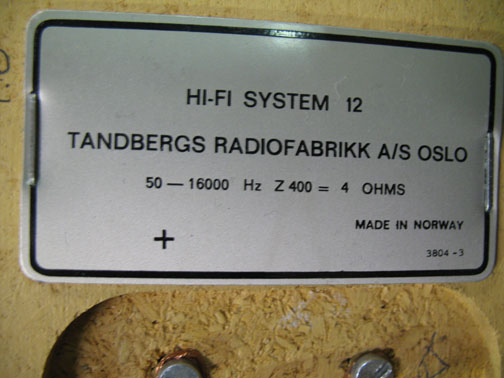 HI-FI SYSTEM 12
TANDBERGS RADIOFABRIKK A/S OSLO
50 — 16000 Hz Z 400 = 4 OHMS
MADE IN NORWAY
+
3804 -3